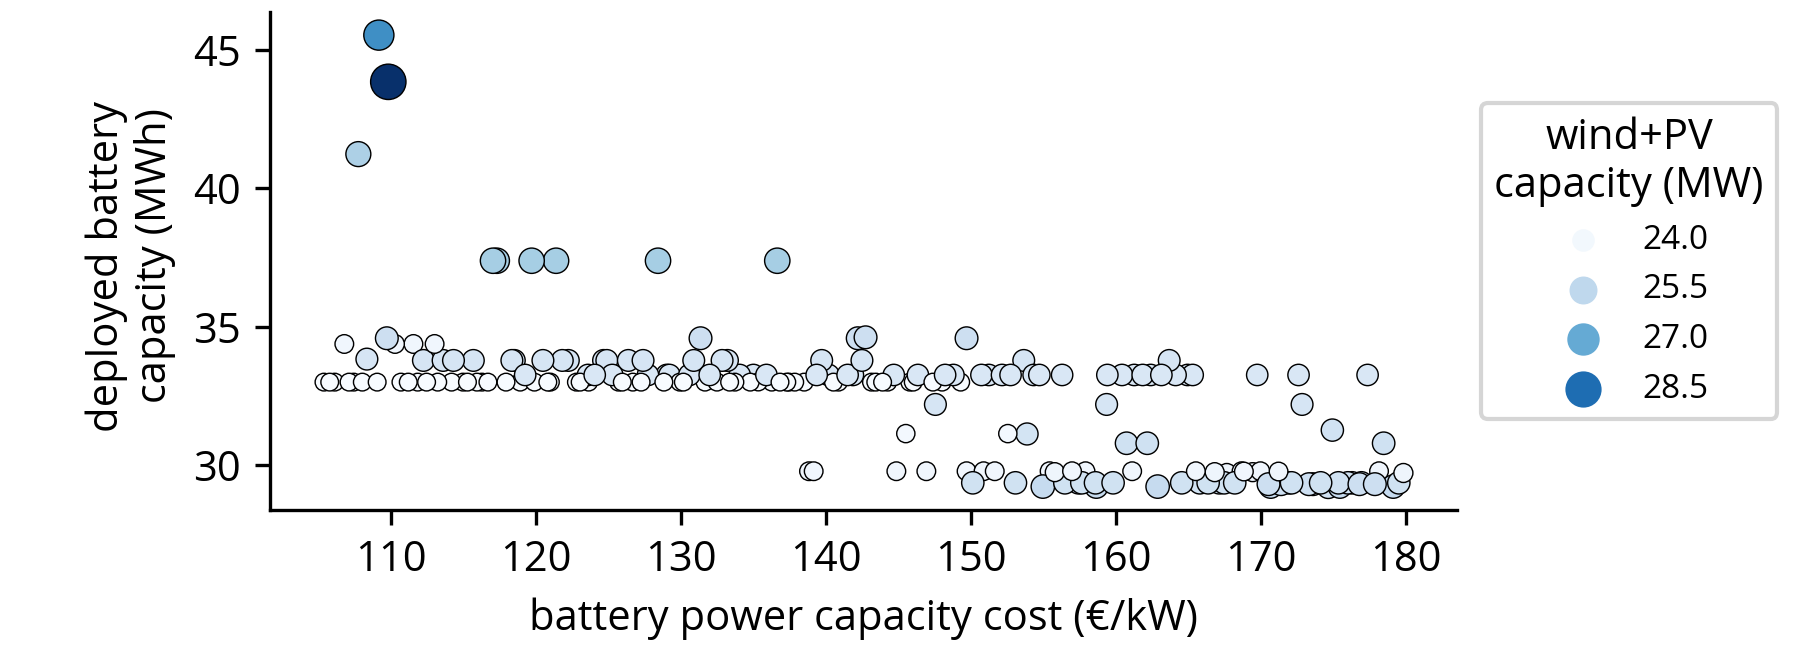 45
40
35
30
deployed battery
capacity (MWh)
110 120 130 140 150 160 170 180
battery power capacity cost (€/kW)
wind+PV
capacity (MW)
24.0
25.5
27.0
28.5